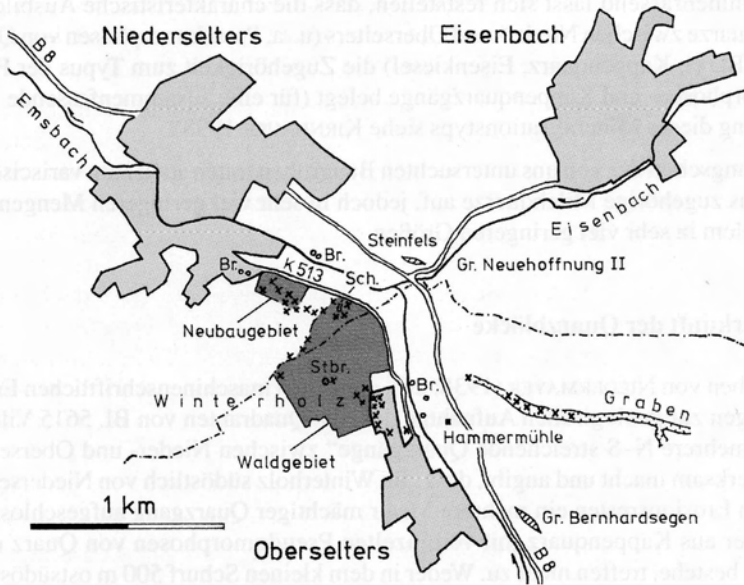 Niederselters
Eisenbach
B8
Emsbach
Eisenbach
Steinfels
Br.
Br.
K 513
Sch.
Gr. Neuehoffnung II
Neubaugebiet
Stbr.
Winterholz
Br.
Graben
Hammermühle
Waldgebiet
1 km
Gr. Bernhardsegen
Oberselters
B8